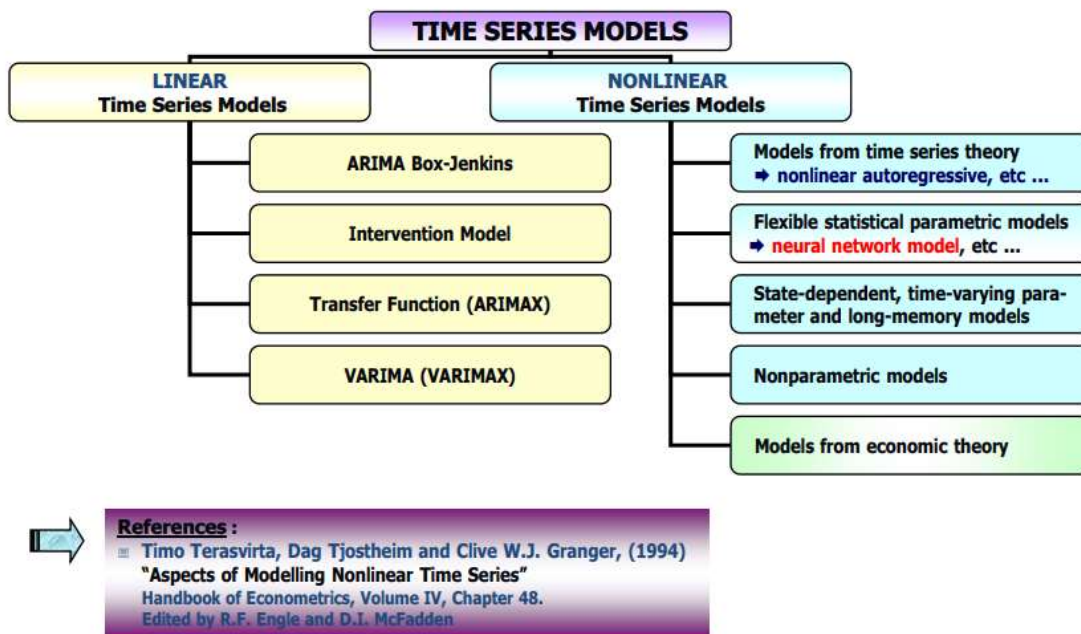 TIME SERIES MODELS
LINEAR
Time Series Models
NONLINEAR
Time Series Models
ARIMA Box-Jenkins
Intervention Model
Transfer Function (ARIMAX)
VARIMA (VARIMAX)
Models from time series theory
➡ nonlinear autoregressive, etc ...
Flexible statistical parametric models
➡ neural network model, etc ...
State-dependent, time-varying para-
meter and long-memory models
Nonparametric models
Models from economic theory
References :
Timo Terasvirta, Dag Tjostheim and Clive W.J. Granger, (1994)
“Aspects of Modelling Nonlinear Time Series”
Handbook of Econometrics, Volume IV, Chapter 48.
Edited by R.F. Engle and D.I. McFadden